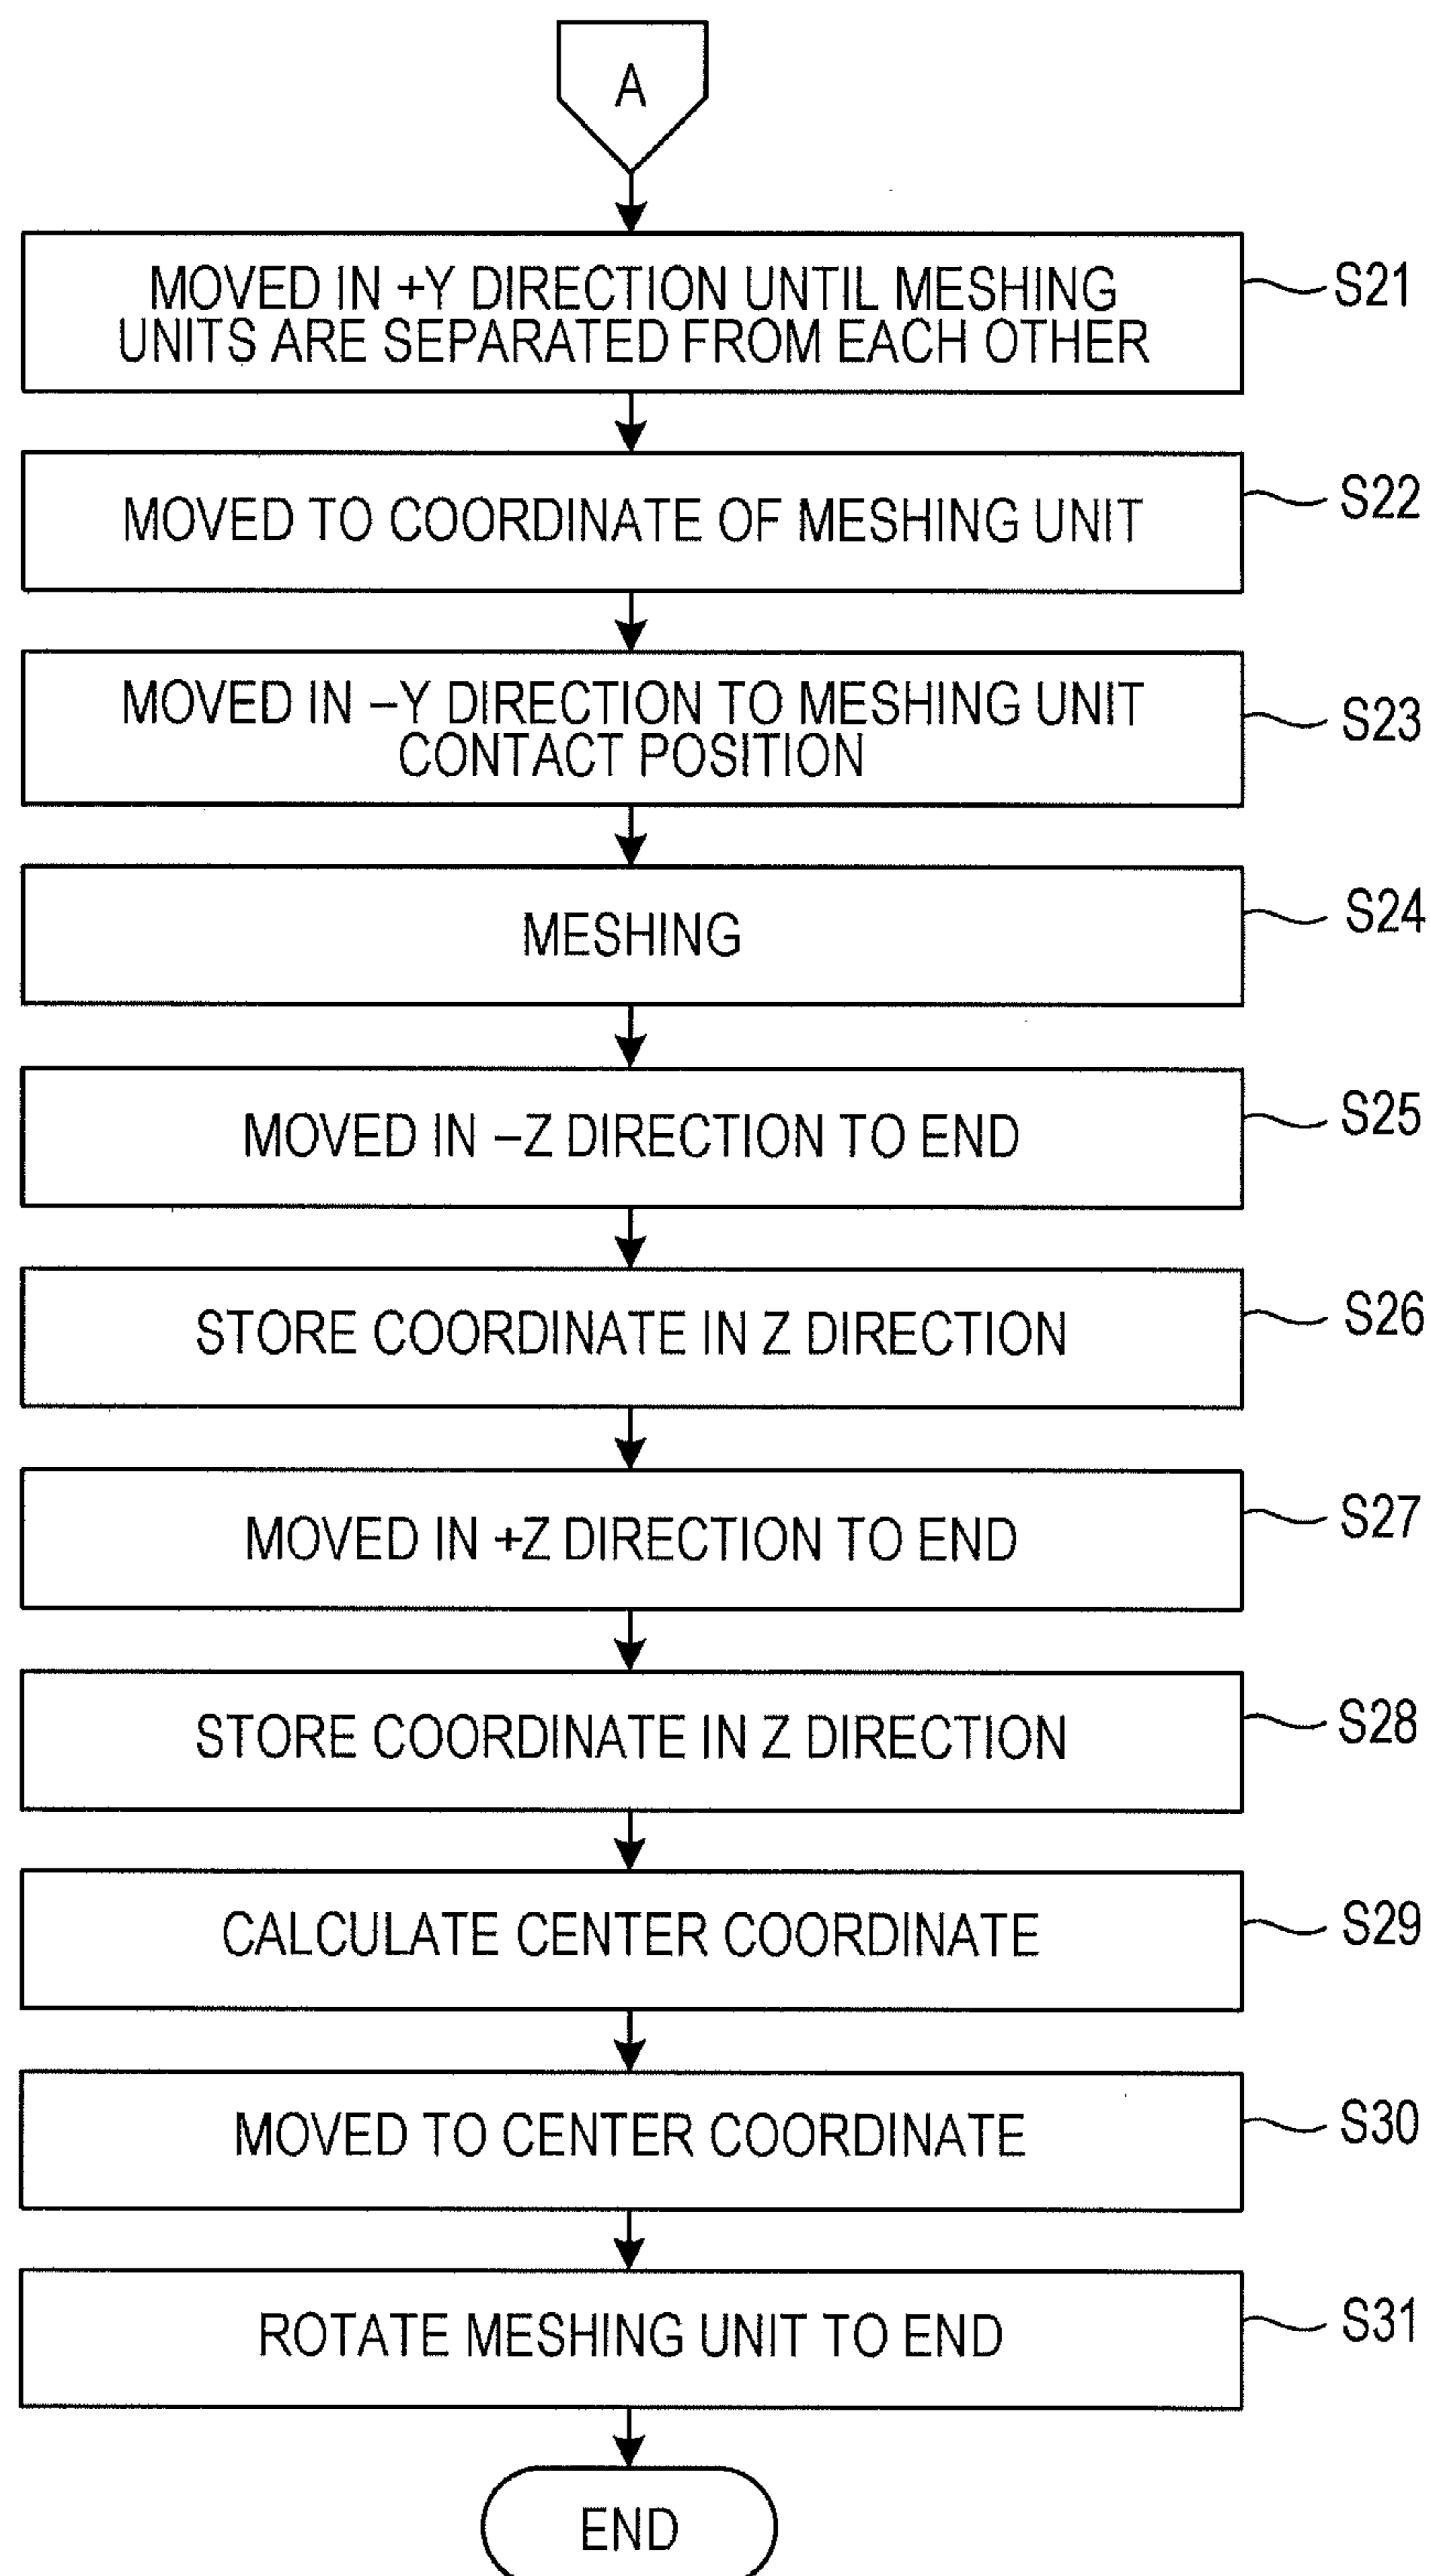 A
MOVED IN +Y DIRECTION UNTIL MESHING
UNITS ARE SEPARATED FROM EACH OTHER
S21
MOVED TO COORDINATE OF MESHING UNIT
S22
MOVED IN –Y DIRECTION TO MESHING UNIT
CONTACT POSITION
S23
MESHING
S24
MOVED IN –Z DIRECTION TO END
S25
STORE COORDINATE IN Z DIRECTION
S26
MOVED IN +Z DIRECTION TO END
S27
STORE COORDINATE IN Z DIRECTION
S28
CALCULATE CENTER COORDINATE
S29
MOVED TO CENTER COORDINATE
S30
ROTATE MESHING UNIT TO END
S31
END